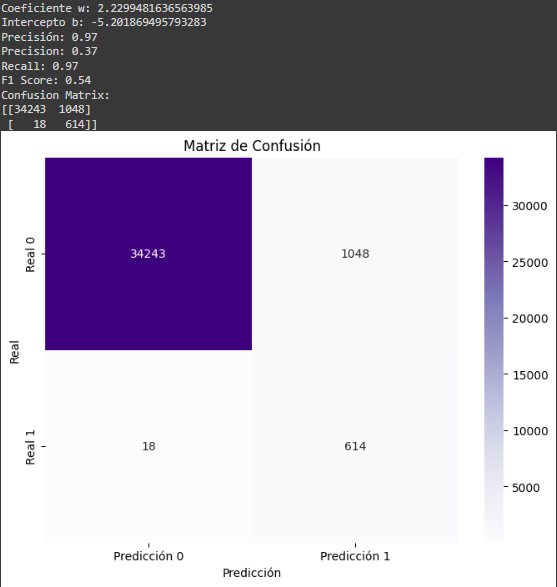 Coeficiente w: 2.2299481636563985
Intercepto b: -5.201869495793283
Precisión: 0.97
Precision: 0.37
Recall: 0.97
F1 Score: 0.54
Confusion Matrix:
[[34243  1048]
 [   18   614]]
Matriz de Confusión
Real 0
34243
1048
30000
25000
20000
Real
15000
Real 1
18
614
10000
5000
Predicción 0
Predicción 1
Predicción